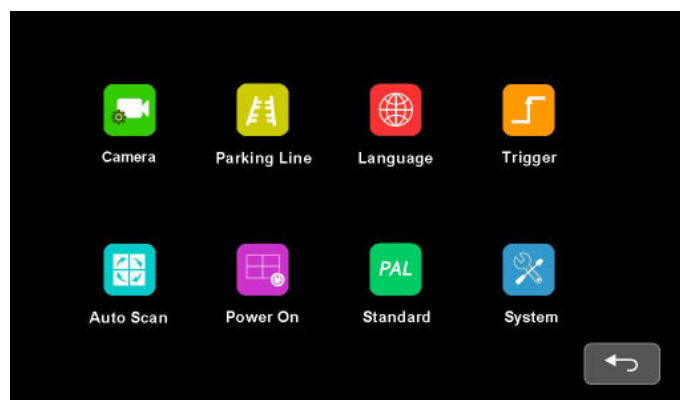 Camera
Parking Line
Language
Trigger
PAL
Auto Scan
Power On
Standard
System